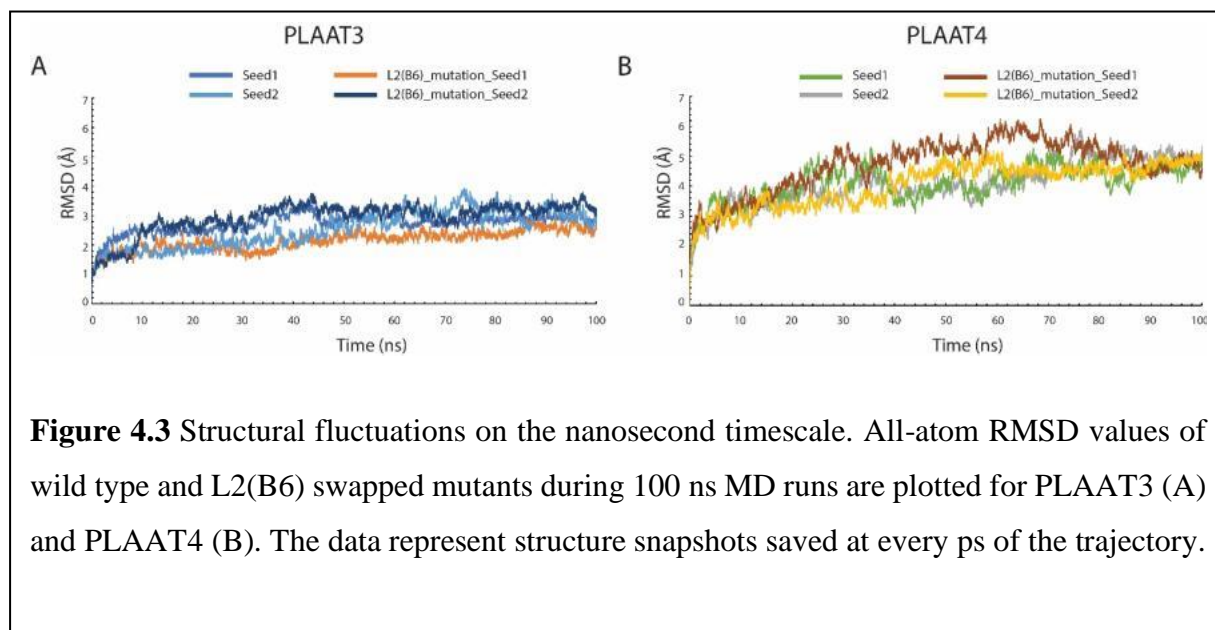 PLAAT3
PLAAT4
A
Seed1
L2(B6)_mutation_Seed1
Seed2
L2(B6)_mutation_Seed2
RMSD (Å)
7
6
5
4
3
2
1
0
0 10 20 30 40 50 60 70 80 90 100
Time (ns)
B
Seed1
L2(B6)_mutation_Seed1
Seed2
L2(B6)_mutation_Seed2
RMSD (Å)
7
6
5
4
3
2
1
0
0 10 20 30 40 50 60 70 80 90 100
Time (ns)
Figure 4.3 Structural fluctuations on the nanosecond timescale. All-atom RMSD values of
wild type and L2(B6) swapped mutants during 100 ns MD runs are plotted for PLAAT3 (A)
and PLAAT4 (B). The data represent structure snapshots saved at every ps of the trajectory.